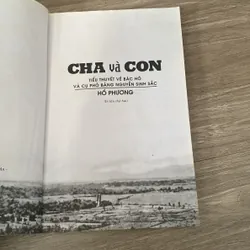 CHA và CON
TIỂU THUYẾT VỀ BÁC HỒ
VÀ CỤ PHÓ BẢNG NGUYỄN SINH SẮC
HỒ PHƯƠNG